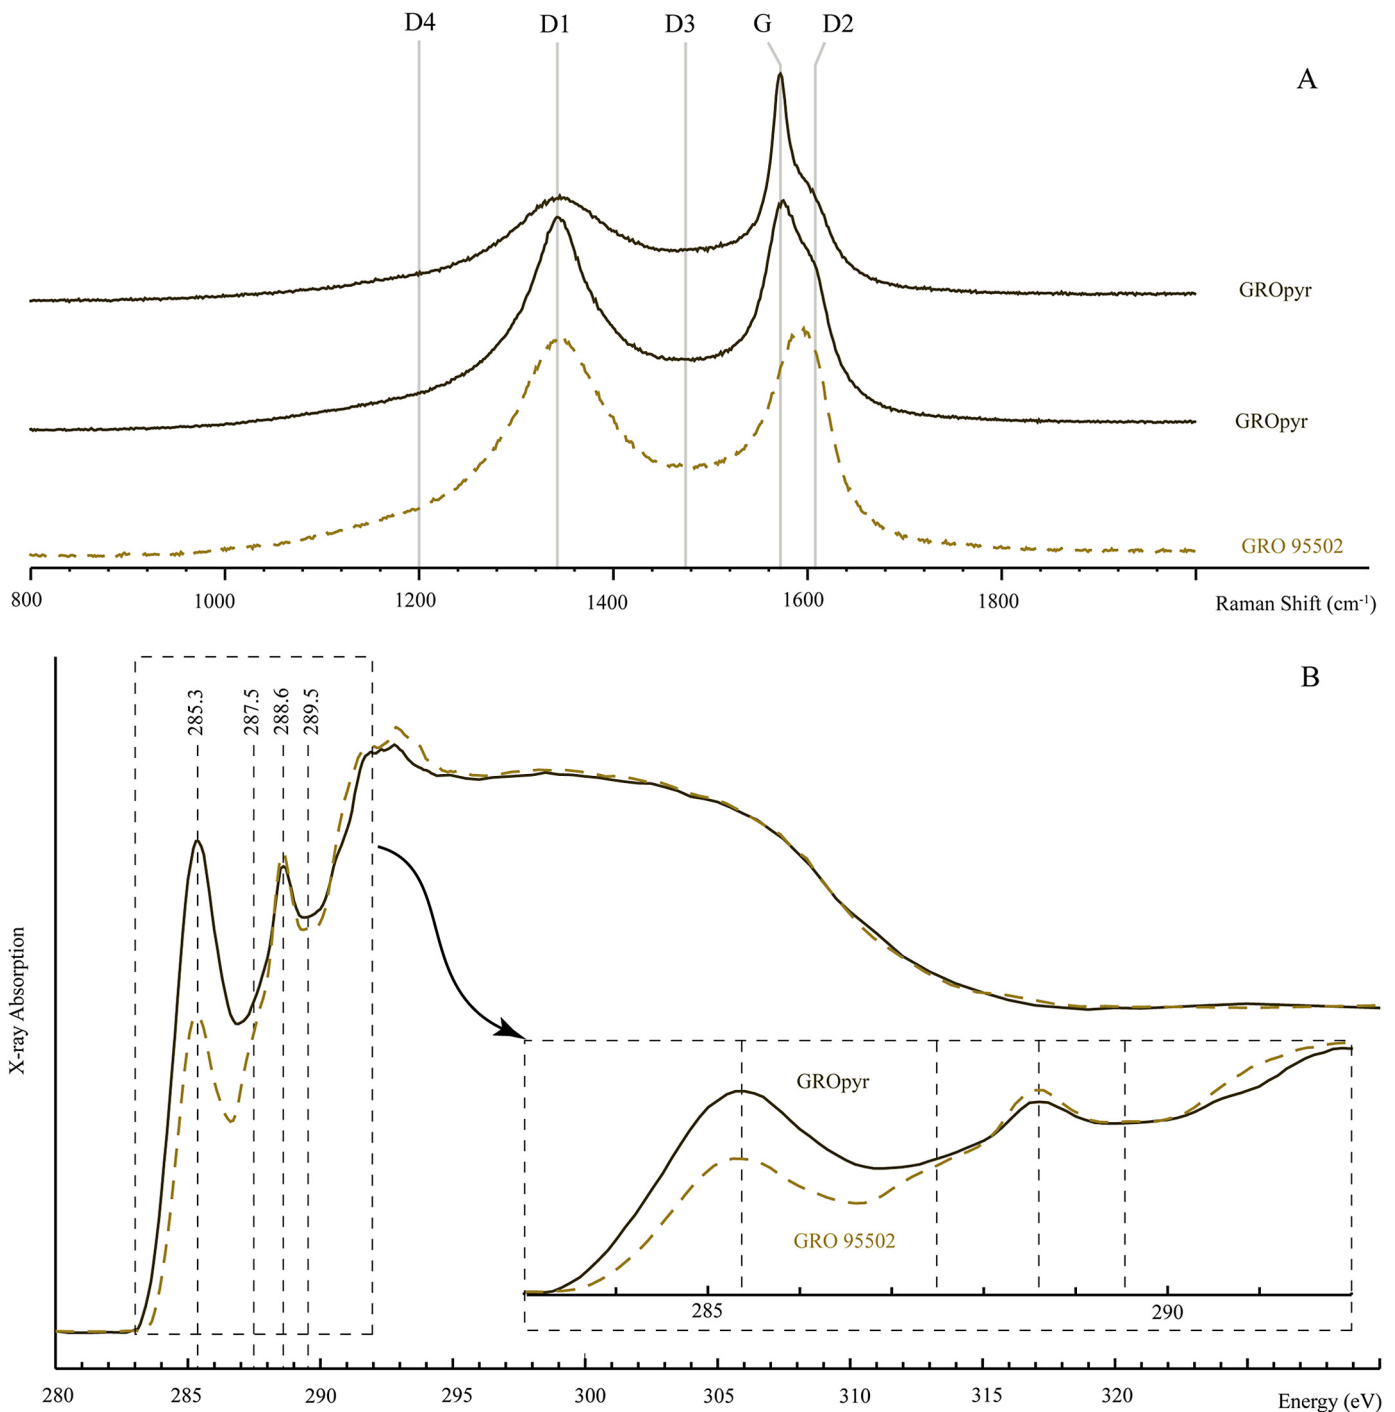 D4 D1 D3 G D2
A
GROpyr
GROpyr
GRO 95502
800 1000 1200 1400 1600 1800 Raman Shift (cm⁻¹)
B
285.3 287.5 288.6 289.5
X-ray Absorption
GROpyr
GRO 95502
285 290
280 285 290 295 300 305 310 315 320 Energy (eV)